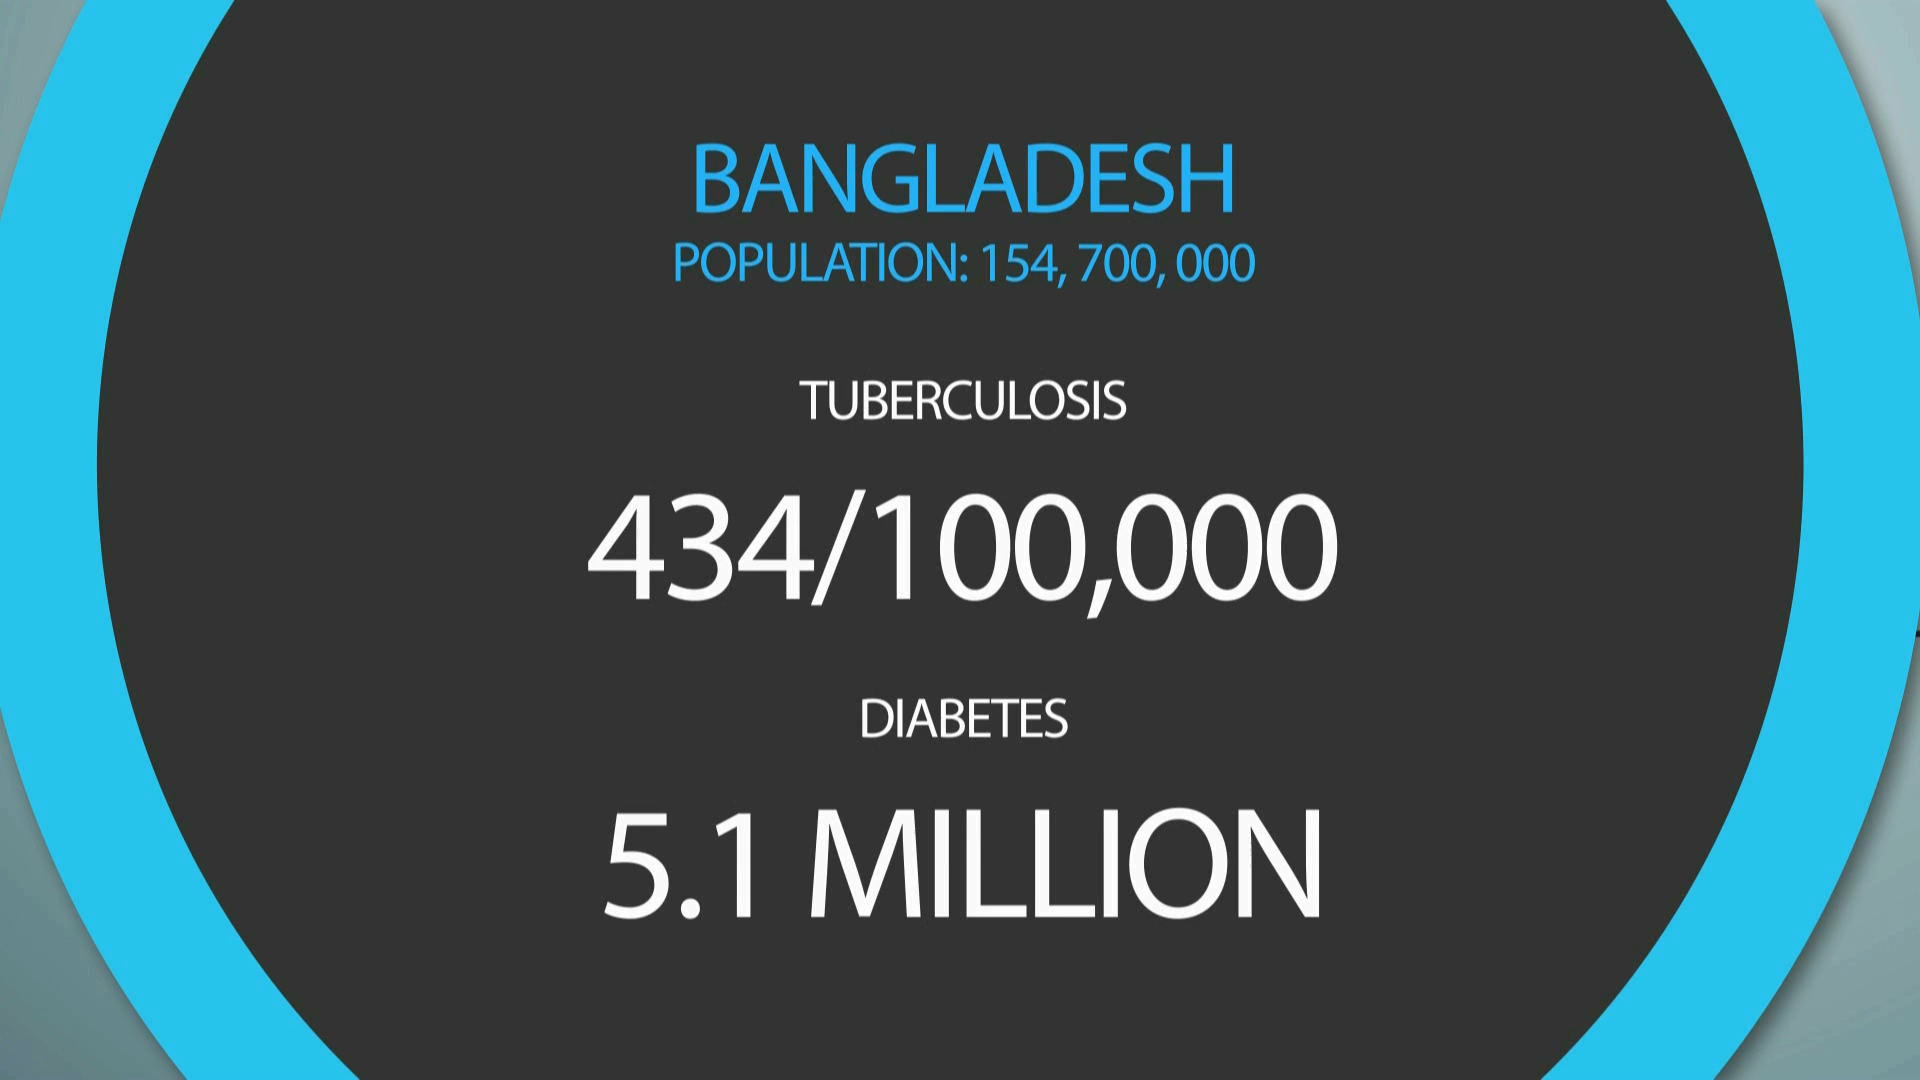 BANGLADESH
POPULATION: 154, 700, 000
TUBERCULOSIS
434/100,000
DIABETES
5.1 MILLION